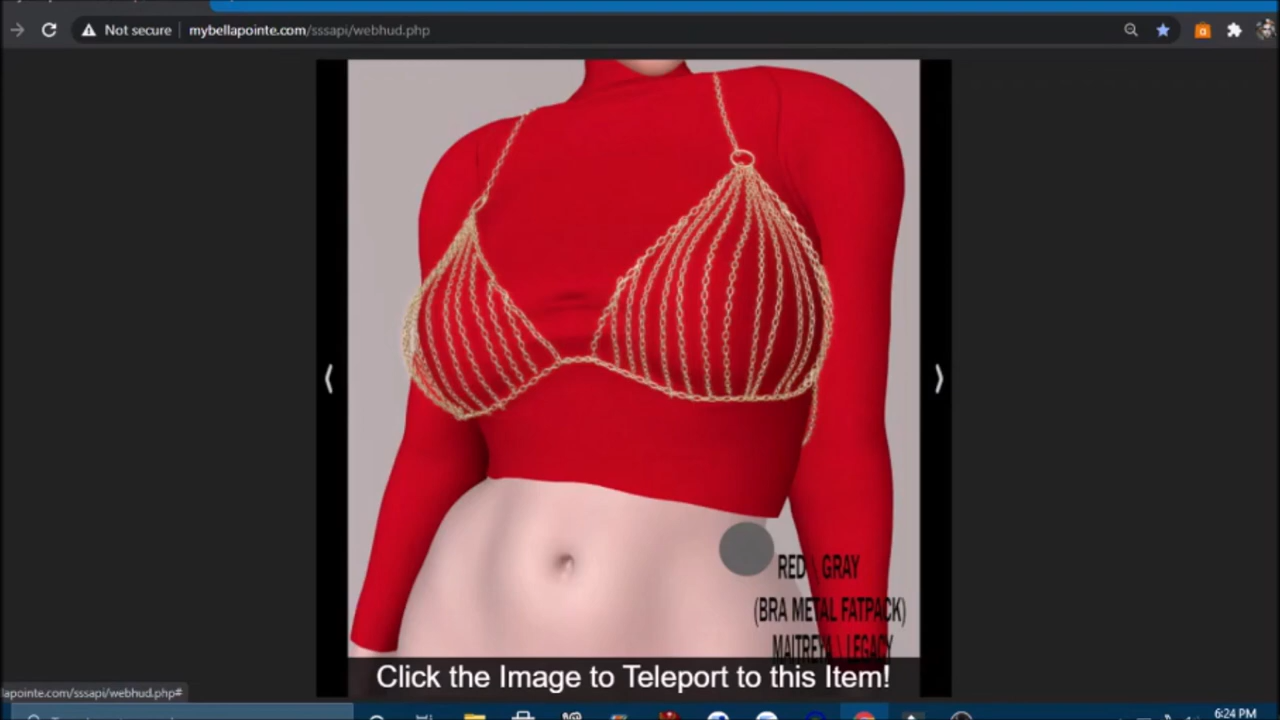 Not secure
mybellapointe.com/sssapi/webhud.php
RED \ GRAY
(BRA METAL FATPACK)
MAITREYA \ LEGACY
Click the Image to Teleport to this Item!
lapointe.com/sssapi/webhud.php#
6:24 PM